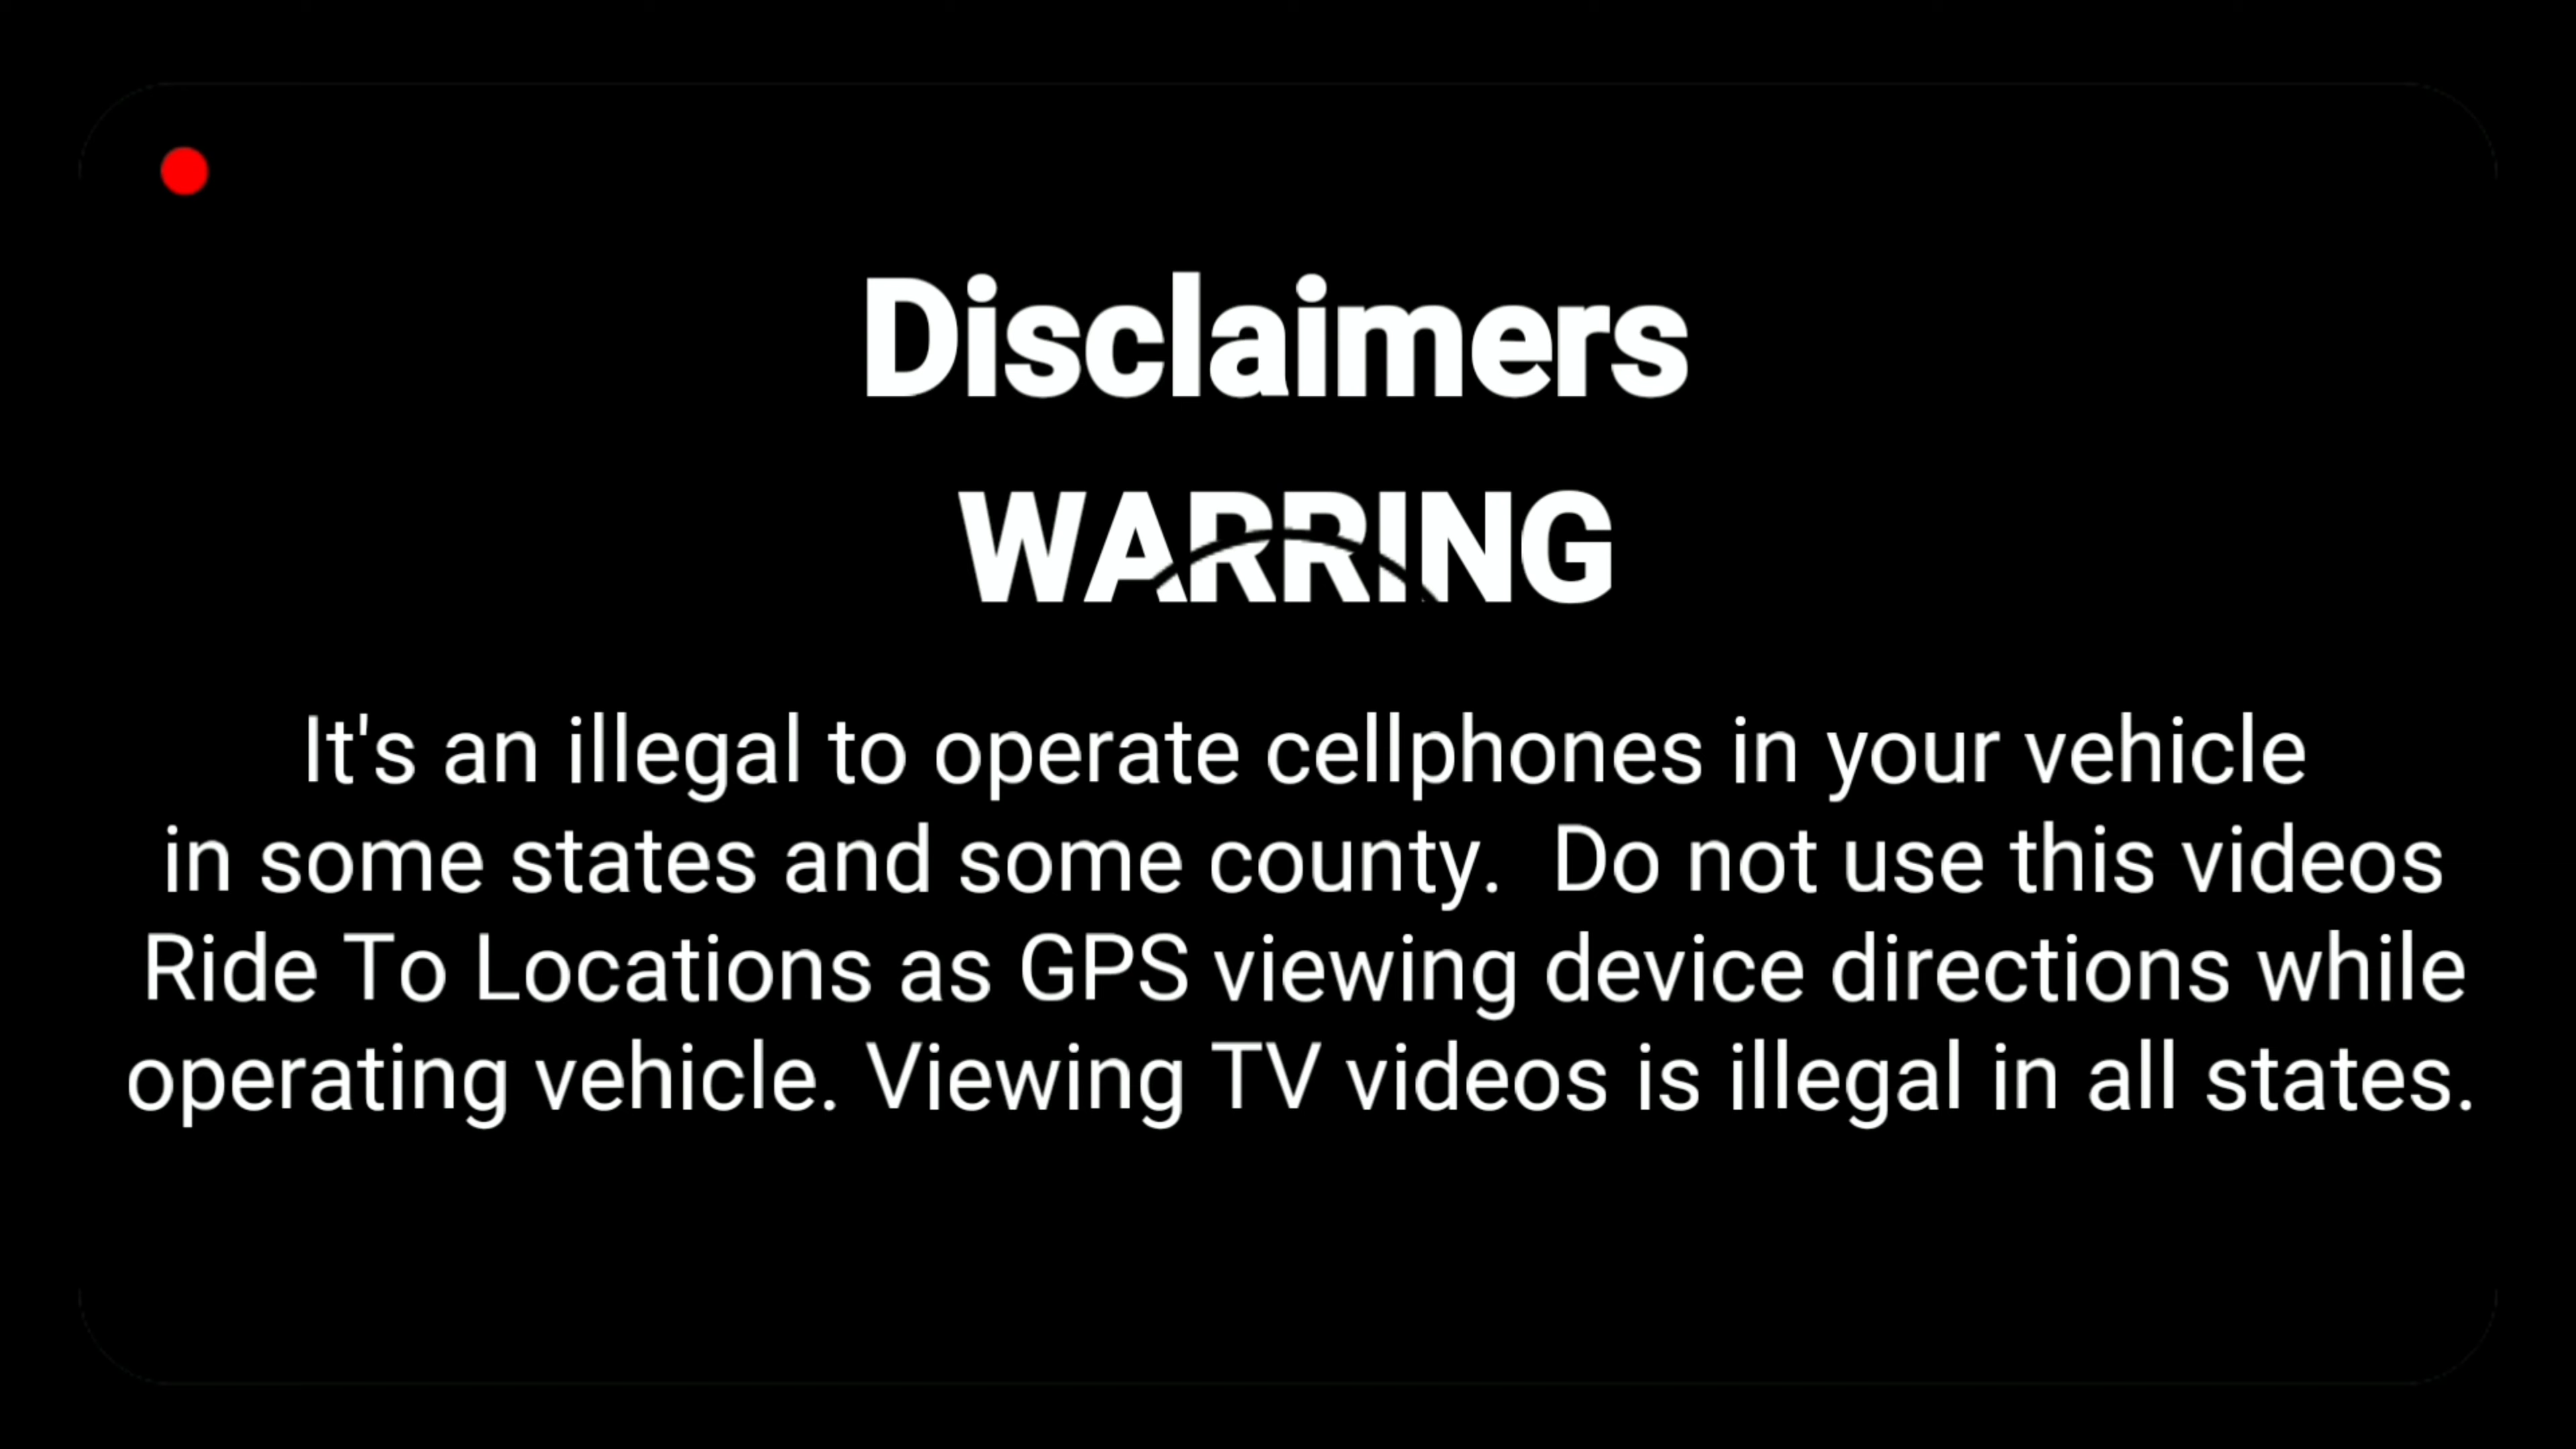 Disclaimers
WARRING
It's an illegal to operate cellphones in your vehicle
in some states and some county.  Do not use this videos
Ride To Locations as GPS viewing device directions while
operating vehicle. Viewing TV videos is illegal in all states.